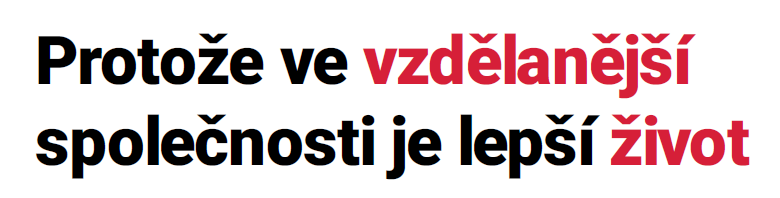 Protože ve vzdělanější
společnosti je lepší život